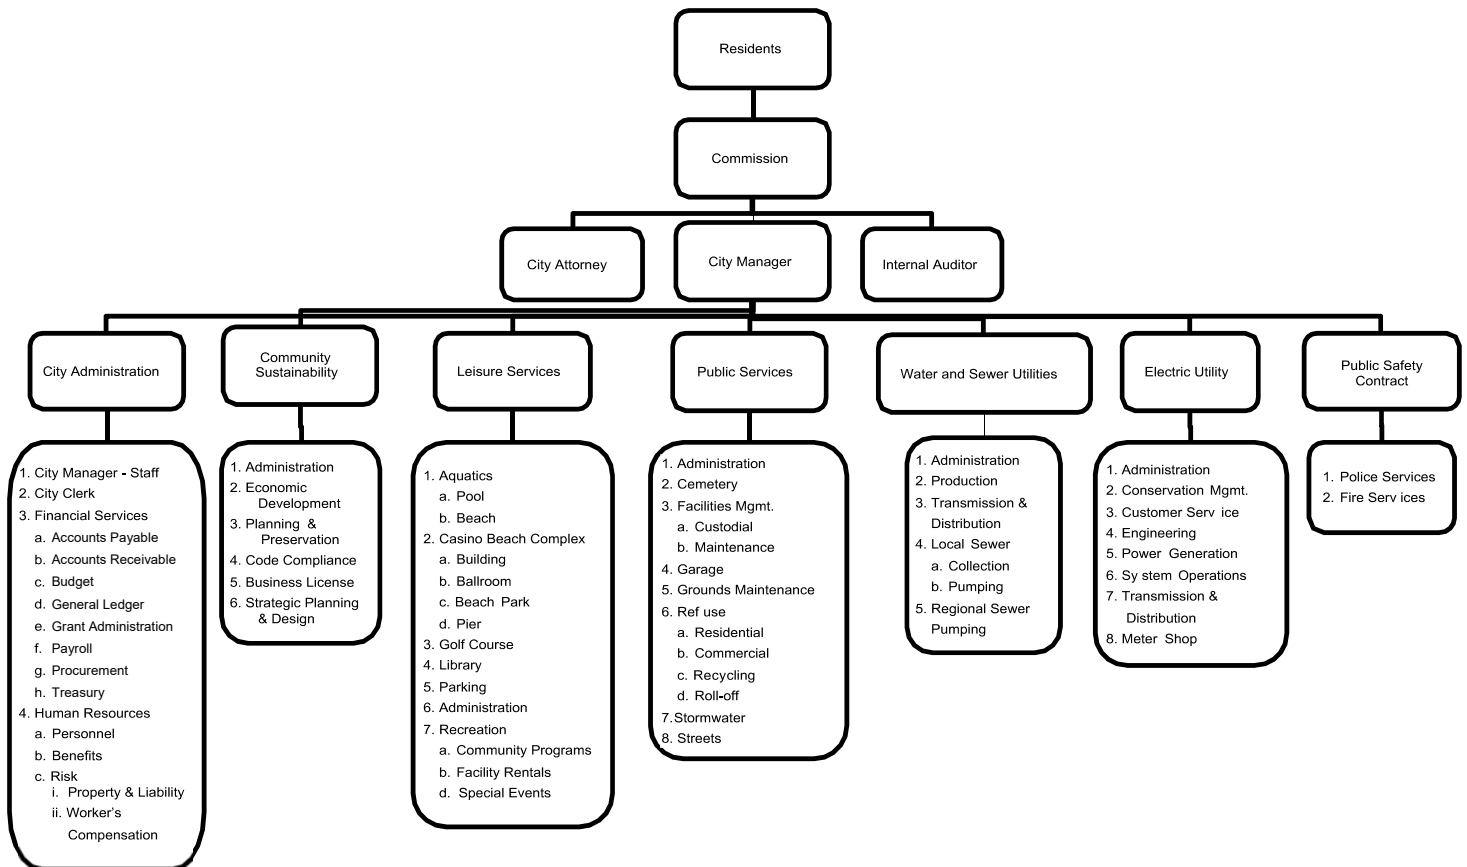 Residents
Commission
City Attorney
City Manager
Internal Auditor
City Administration
Community
Sustainability
Leisure Services
Public Services
Water and Sewer Utilities
Electric Utility
Public Safety
Contract
1. City Manager - Staff
2. City Clerk
3. Financial Services
a. Accounts Payable
b. Accounts Receivable
c. Budget
d. General Ledger
e. Grant Administration
f. Payroll
g. Procurement
h. Treasury
4. Human Resources
a. Personnel
b. Benefits
c. Risk
i. Property & Liability
ii. Worker's
Compensation
1. Administration
2. Economic
Development
3. Planning &
Preservation
4. Code Compliance
5. Business License
6. Strategic Planning
& Design
1. Aquatics
a. Pool
b. Beach
2. Casino Beach Complex
a. Building
b. Ballroom
c. Beach Park
d. Pier
3. Golf Course
4. Library
5. Parking
6. Administration
7. Recreation
a. Community Programs
b. Facility Rentals
d. Special Events
1. Administration
2. Cemetery
3. Facilities Mgmt.
a. Custodial
b. Maintenance
4. Garage
5. Grounds Maintenance
6. Ref use
a. Residential
b. Commercial
c. Recycling
d. Roll-off
7.Stormwater
8. Streets
1. Administration
2. Production
3. Transmission &
Distribution
4. Local Sewer
a. Collection
b. Pumping
5. Regional Sewer
Pumping
1. Administration
2. Conservation Mgmt.
3. Customer Serv ice
4. Engineering
5. Power Generation
6. Sy stem Operations
7. Transmission &
Distribution
8. Meter Shop
1. Police Services
2. Fire Serv ices